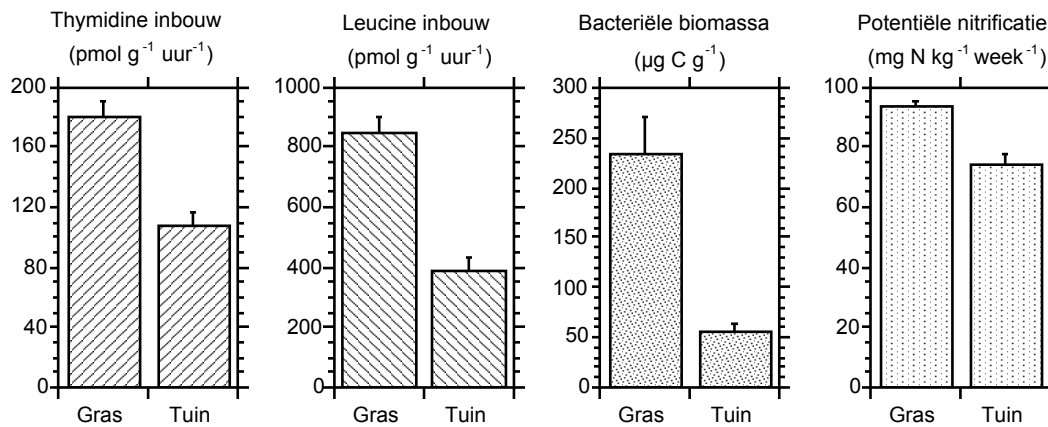 Thymidine inbouw
(pmol g⁻¹ uur⁻¹)
200
160
120
80
40
0
Gras Tuin
Leucine inbouw
(pmol g⁻¹ uur⁻¹)
1000
800
600
400
800
0
Gras Tuin
Bacteriële biomassa
(µg C g⁻¹)
300
250
200
150
100
50
0
Gras Tuin
Potentiële nitrificatie
(mg N kg⁻¹ week⁻¹)
100
80
60
40
20
0
Gras Tuin